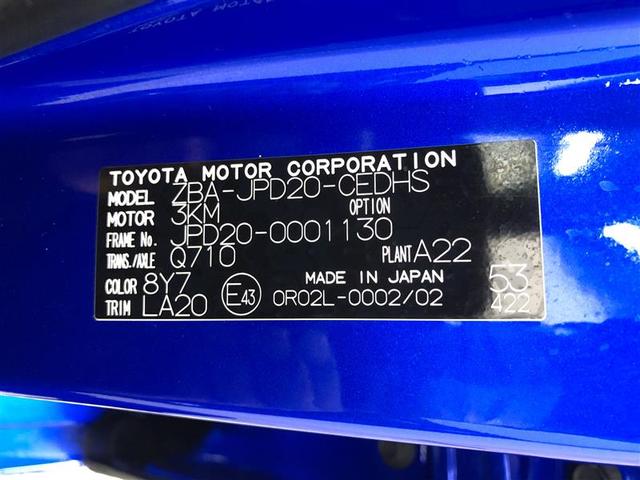 TOYOTA MOTOR CORPORATION
MODEL ZBA-JPD20-CEDHS
MOTOR 3KM OPTION
FRAME No. JPD20-0001130
TRANS./AXLE Q710 PLANT A22
COLOR 8Y7 MADE IN JAPAN 53
TRIM LA20 E43 0R02L-0002/02 422